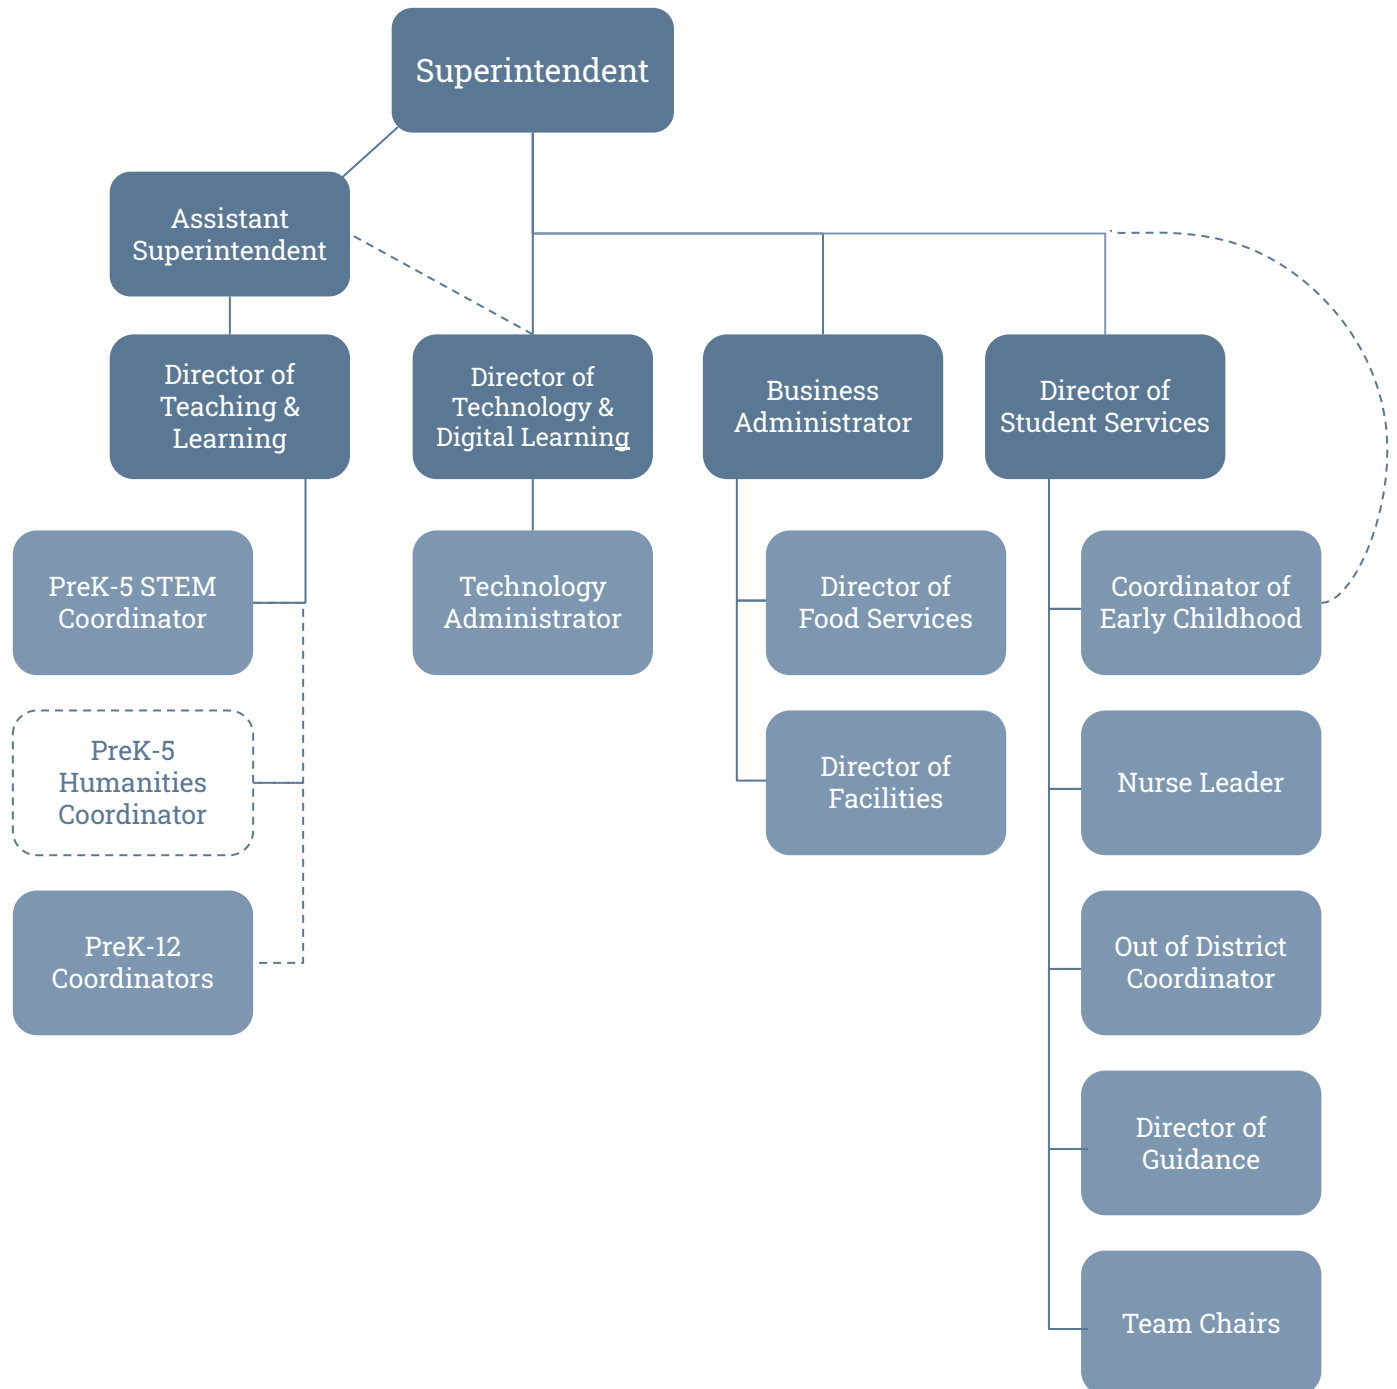 Superintendent
Assistant
Superintendent
Director of
Teaching &
Learning
Director of
Technology &
Digital Learning
Business
Administrator
Director of
Student Services
PreK-5 STEM
Coordinator
Technology
Administrator
Director of
Food Services
Coordinator of
Early Childhood
PreK-5
Humanities
Coordinator
Director of
Facilities
Nurse Leader
PreK-12
Coordinators
Out of District
Coordinator
Director of
Guidance
Team Chairs